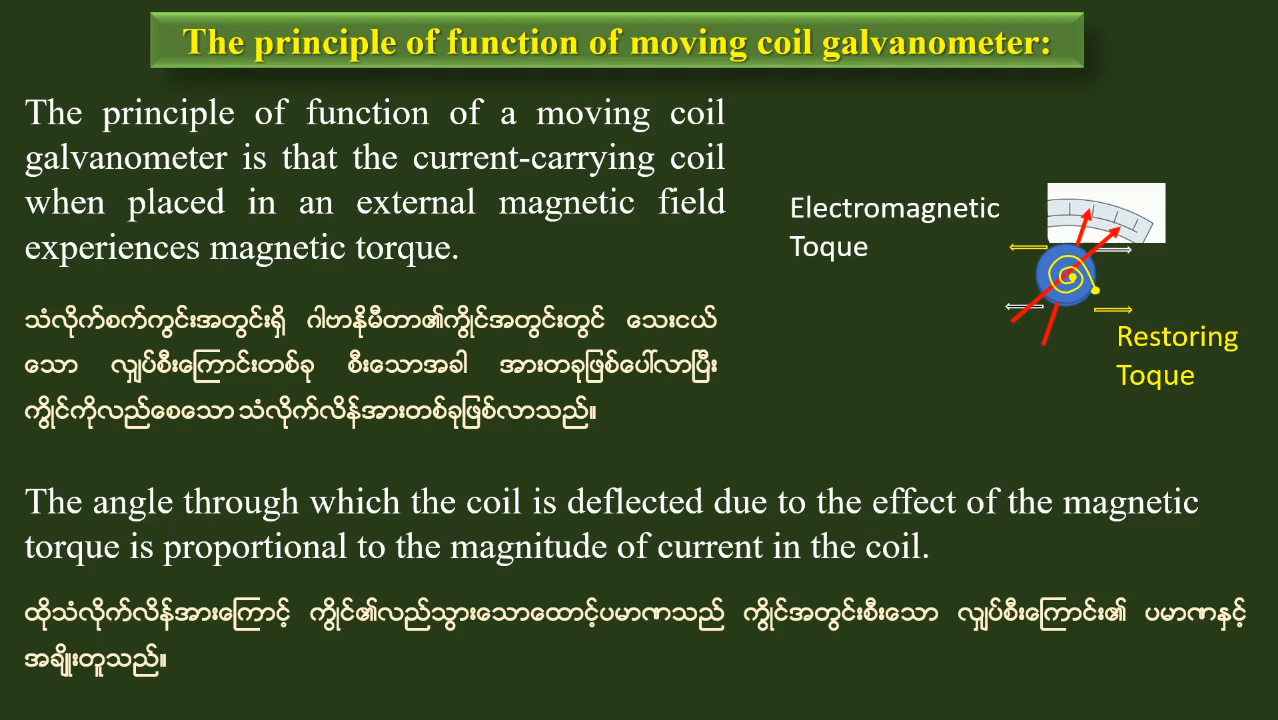 The principle of function of moving coil galvanometer:
The principle of function of a moving coil
galvanometer is that the current-carrying coil
when placed in an external magnetic field
experiences magnetic torque.
Electromagnetic
Toque
Restoring
Toque
သံလိုက်စက်ကွင်းအတွင်းရှိ ဂါဗာနိုမီတာ၏ကွိုင်အတွင်းတွင် သေးငယ်
သော လျှပ်စီးကြောင်းတစ်ခု စီးသောအခါ အားတခုဖြစ်ပေါ်လာပြီး
ကွိုင်ကိုလည်စေသော သံလိုက်လိန်အားတစ်ခုဖြစ်လာသည်။
The angle through which the coil is deflected due to the effect of the magnetic
torque is proportional to the magnitude of current in the coil.
ထိုသံလိုက်လိန်အားကြောင့် ကွိုင်၏လည်သွားသောထောင့်ပမာဏသည် ကွိုင်အတွင်းစီးသော လျှပ်စီးကြောင်း၏ ပမာဏနှင့်
အချိုးတူသည်။